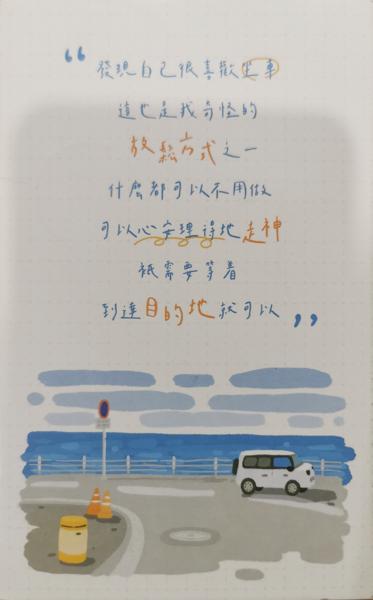 “
發現自己很喜歡坐車
這也是我奇怪的
放鬆方式之一
什麼都可以不用做
可以心安理得地走神
祇需要等着
到達目的地就可以
”